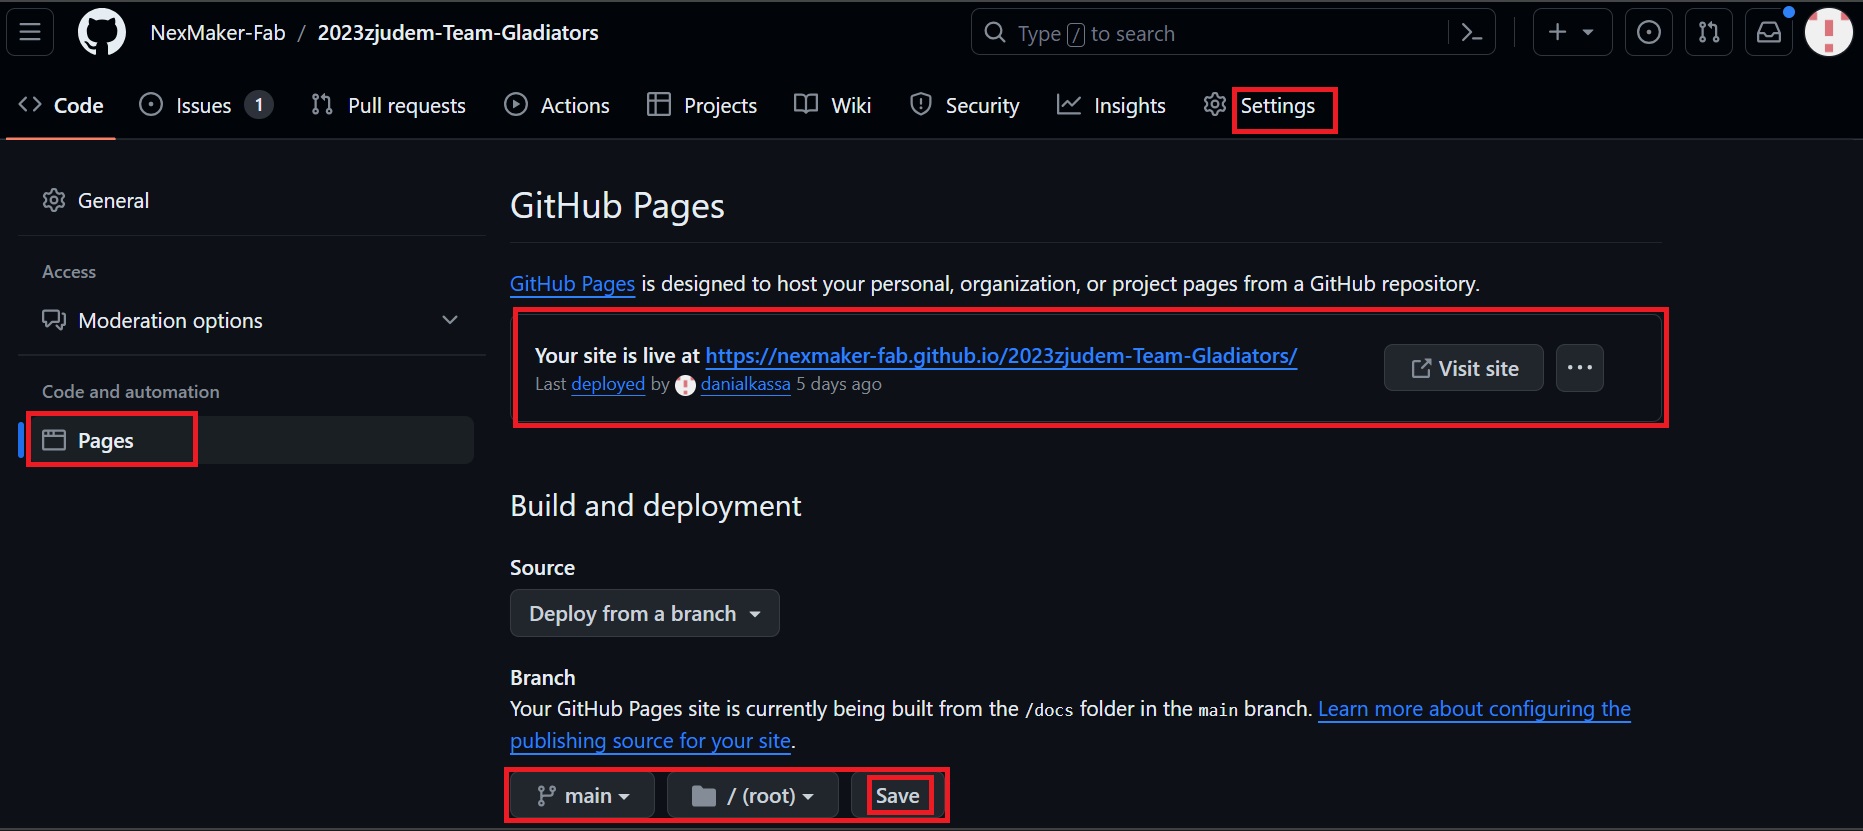 NexMaker-Fab / 2023zjudem-Team-Gladiators
Type / to search
Code
Issues 1
Pull requests
Actions
Projects
Wiki
Security
Insights
Settings
General
Access
Moderation options
Code and automation
Pages
GitHub Pages
GitHub Pages is designed to host your personal, organization, or project pages from a GitHub repository.
Your site is live at https://nexmaker-fab.github.io/2023zjudem-Team-Gladiators/
Last deployed by danialkassa 5 days ago
Visit site
Build and deployment
Source
Deploy from a branch
Branch
Your GitHub Pages site is currently being built from the /docs folder in the main branch. Learn more about configuring the
publishing source for your site.
main
/ (root)
Save